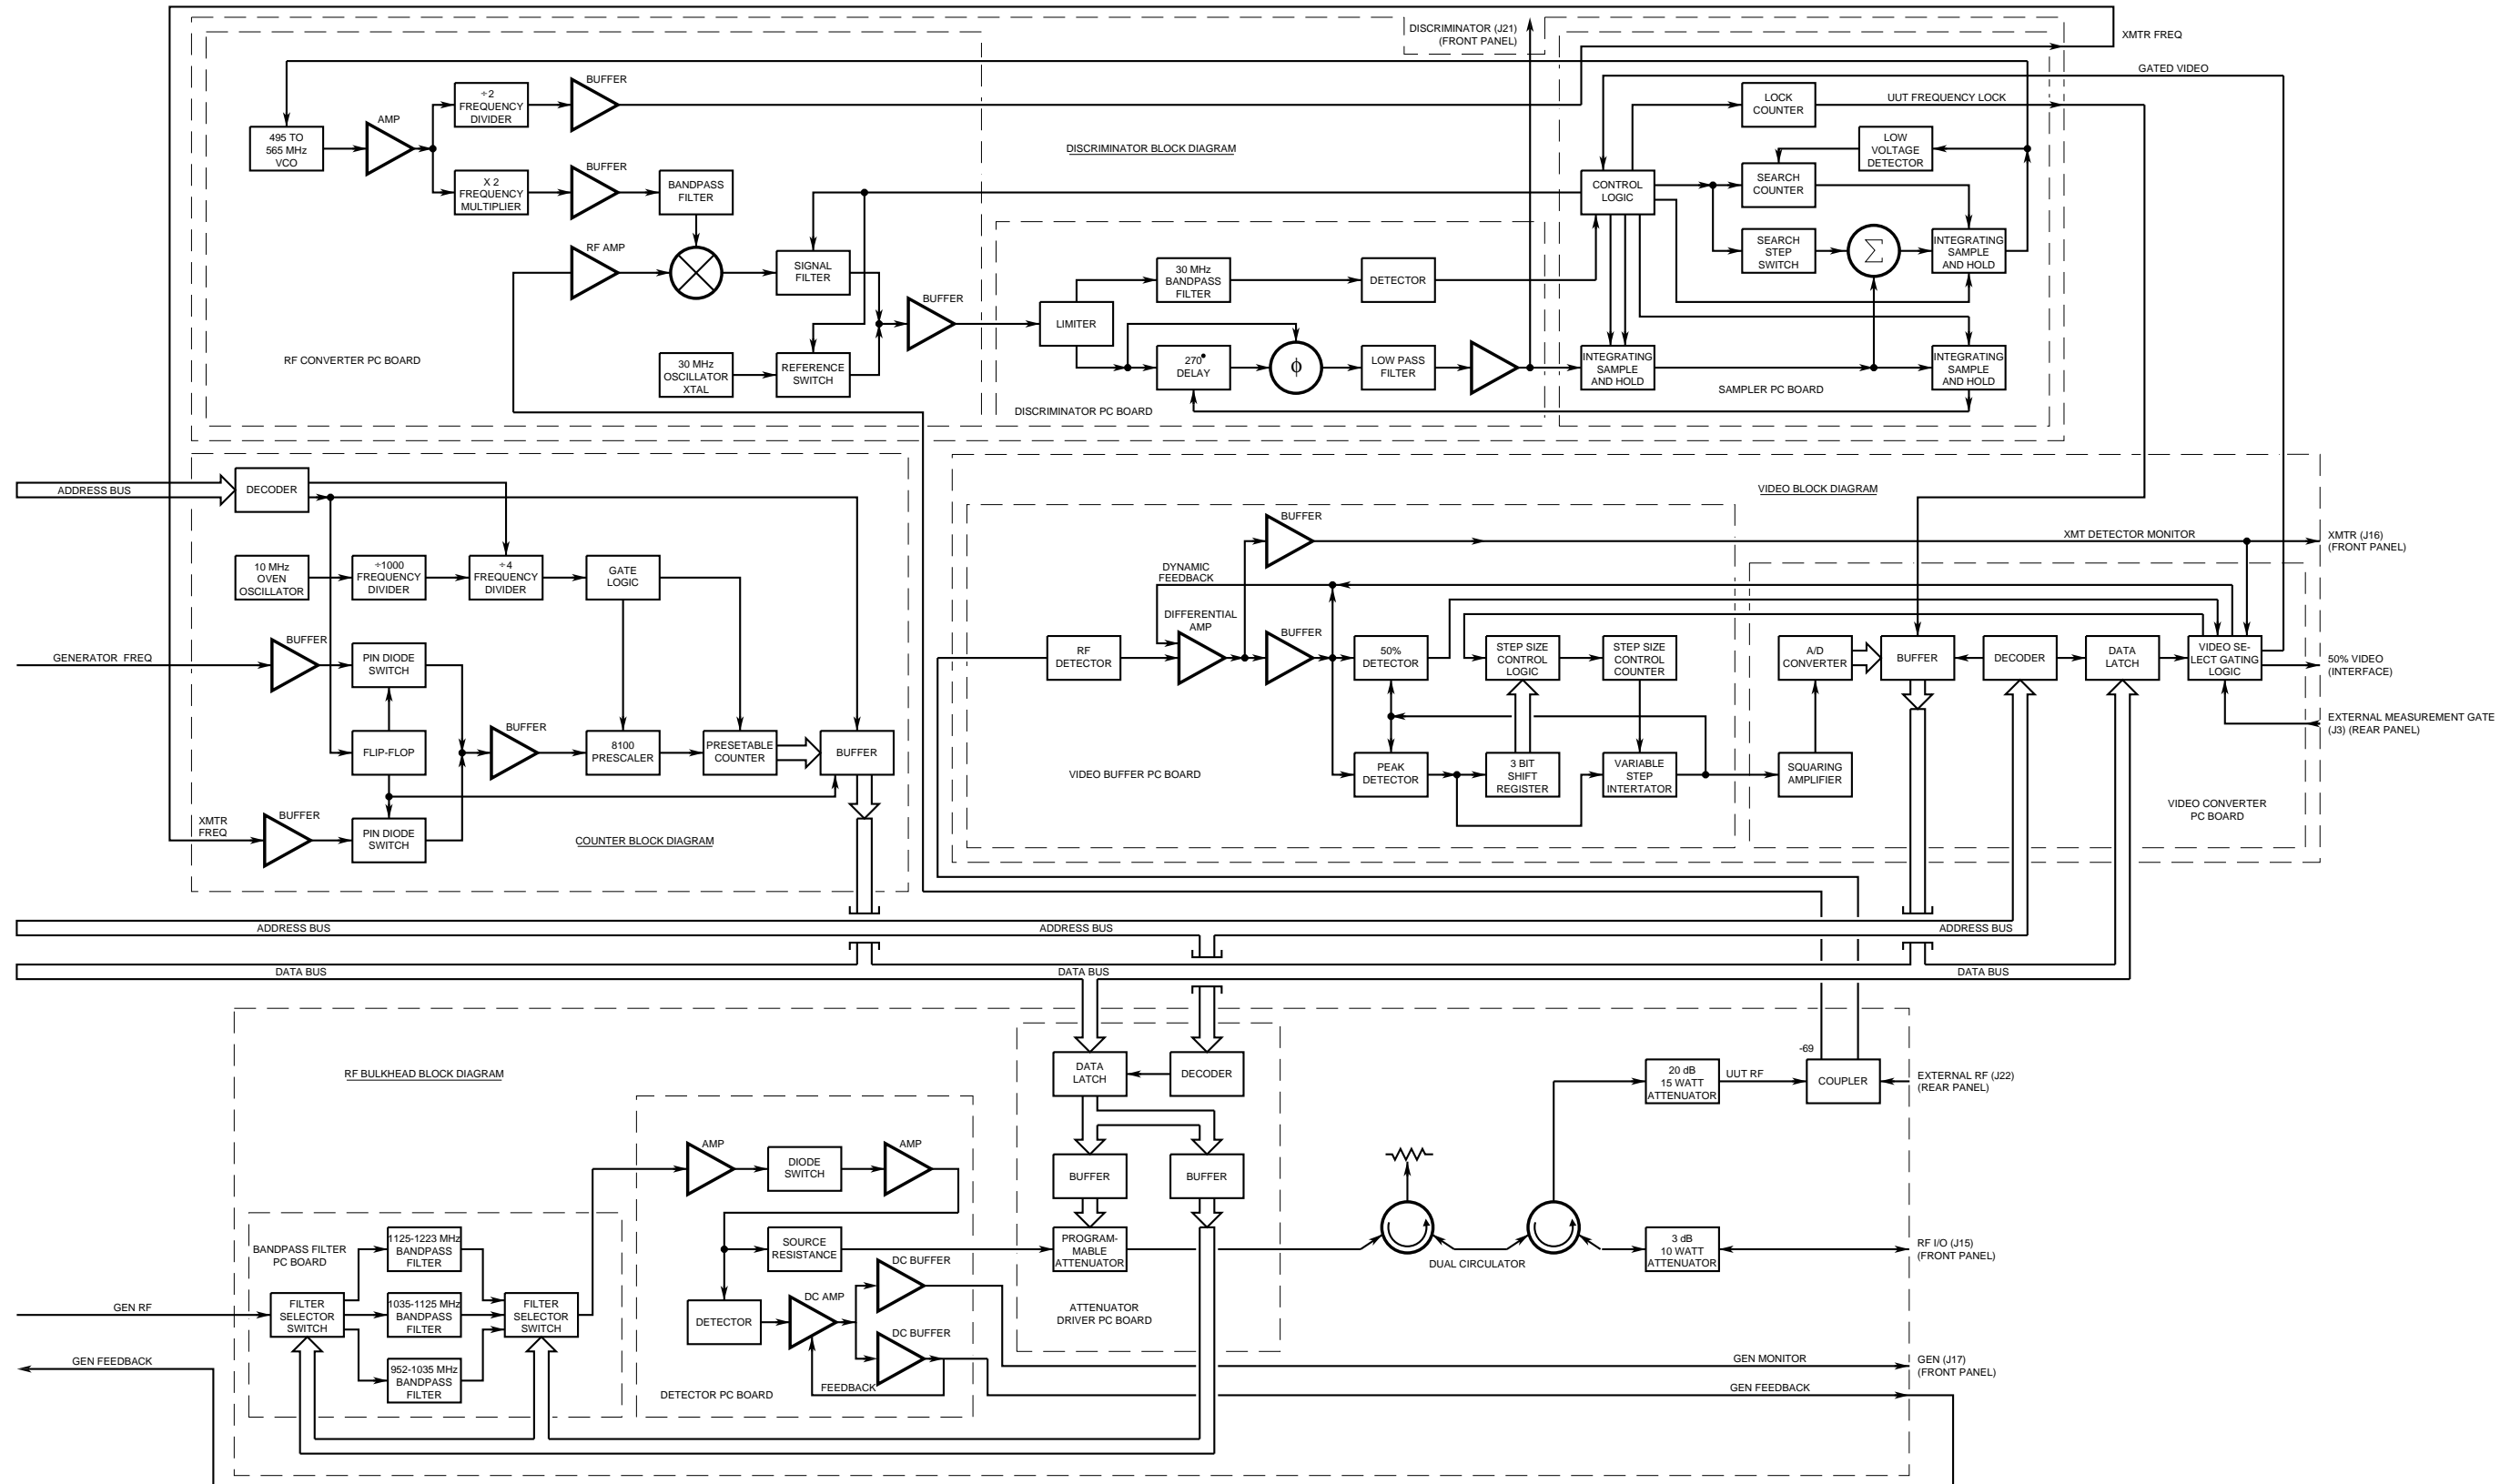 DISCRIMINATOR (J21)
(FRONT PANEL)
XMTR FREQ
GATED VIDEO
BUFFER
÷2
FREQUENCY
DIVIDER
LOCK
COUNTER
UUT FREQUENCY LOCK
AMP
495 TO
565 MHz
VCO
DISCRIMINATOR BLOCK DIAGRAM
LOW
VOLTAGE
DETECTOR
X 2
FREQUENCY
MULTIPLIER
BUFFER
BANDPASS
FILTER
CONTROL
LOGIC
SEARCH
COUNTER
RF AMP
SIGNAL
FILTER
SEARCH
STEP
SWITCH
Σ
INTEGRATING
SAMPLE
AND HOLD
30 MHz
BANDPASS
FILTER
DETECTOR
BUFFER
LIMITER
RF CONVERTER PC BOARD
30 MHz
OSCILLATOR
XTAL
REFERENCE
SWITCH
270°
DELAY
ϕ
LOW PASS
FILTER
INTEGRATING
SAMPLE
AND HOLD
SAMPLER PC BOARD
INTEGRATING
SAMPLE
AND HOLD
DISCRIMINATOR PC BOARD
ADDRESS BUS
DECODER
VIDEO BLOCK DIAGRAM
BUFFER
XMT DETECTOR MONITOR
XMTR (J16)
(FRONT PANEL)
10 MHz
OVEN
OSCILLATOR
÷1000
FREQUENCY
DIVIDER
÷4
FREQUENCY
DIVIDER
GATE
LOGIC
DYNAMIC
FEEDBACK
DIFFERENTIAL
AMP
BUFFER
GENERATOR FREQ
BUFFER
PIN DIODE
SWITCH
RF
DETECTOR
50%
DETECTOR
STEP SIZE
CONTROL
LOGIC
STEP SIZE
CONTROL
COUNTER
A/D
CONVERTER
BUFFER
DECODER
DATA
LATCH
VIDEO SE-
LECT GATING
LOGIC
50% VIDEO
(INTERFACE)
EXTERNAL MEASUREMENT GATE
(J3) (REAR PANEL)
FLIP-FLOP
BUFFER
8100
PRESCALER
PRESETABLE
COUNTER
BUFFER
VIDEO BUFFER PC BOARD
PEAK
DETECTOR
3 BIT
SHIFT
REGISTER
VARIABLE
STEP
INTERTATOR
SQUARING
AMPLIFIER
VIDEO CONVERTER
PC BOARD
XMTR
FREQ
BUFFER
PIN DIODE
SWITCH
COUNTER BLOCK DIAGRAM
ADDRESS BUS
ADDRESS BUS
ADDRESS BUS
DATA BUS
DATA BUS
DATA BUS
RF BULKHEAD BLOCK DIAGRAM
DATA
LATCH
DECODER
-69
20 dB
15 WATT
ATTENUATOR
UUT RF
COUPLER
EXTERNAL RF (J22)
(REAR PANEL)
AMP
DIODE
SWITCH
AMP
BUFFER
BUFFER
BANDPASS FILTER
PC BOARD
1125-1223 MHz
BANDPASS
FILTER
SOURCE
RESISTANCE
PROGRAM-
MABLE
ATTENUATOR
DUAL CIRCULATOR
3 dB
10 WATT
ATTENUATOR
RF I/O (J15)
(FRONT PANEL)
GEN RF
FILTER
SELECTOR
SWITCH
1035-1125 MHz
BANDPASS
FILTER
FILTER
SELECTOR
SWITCH
DETECTOR
DC AMP
DC BUFFER
DC BUFFER
ATTENUATOR
DRIVER PC BOARD
GEN FEEDBACK
952-1035 MHz
BANDPASS
FILTER
DETECTOR PC BOARD
FEEDBACK
GEN MONITOR
GEN (J17)
(FRONT PANEL)
GEN FEEDBACK